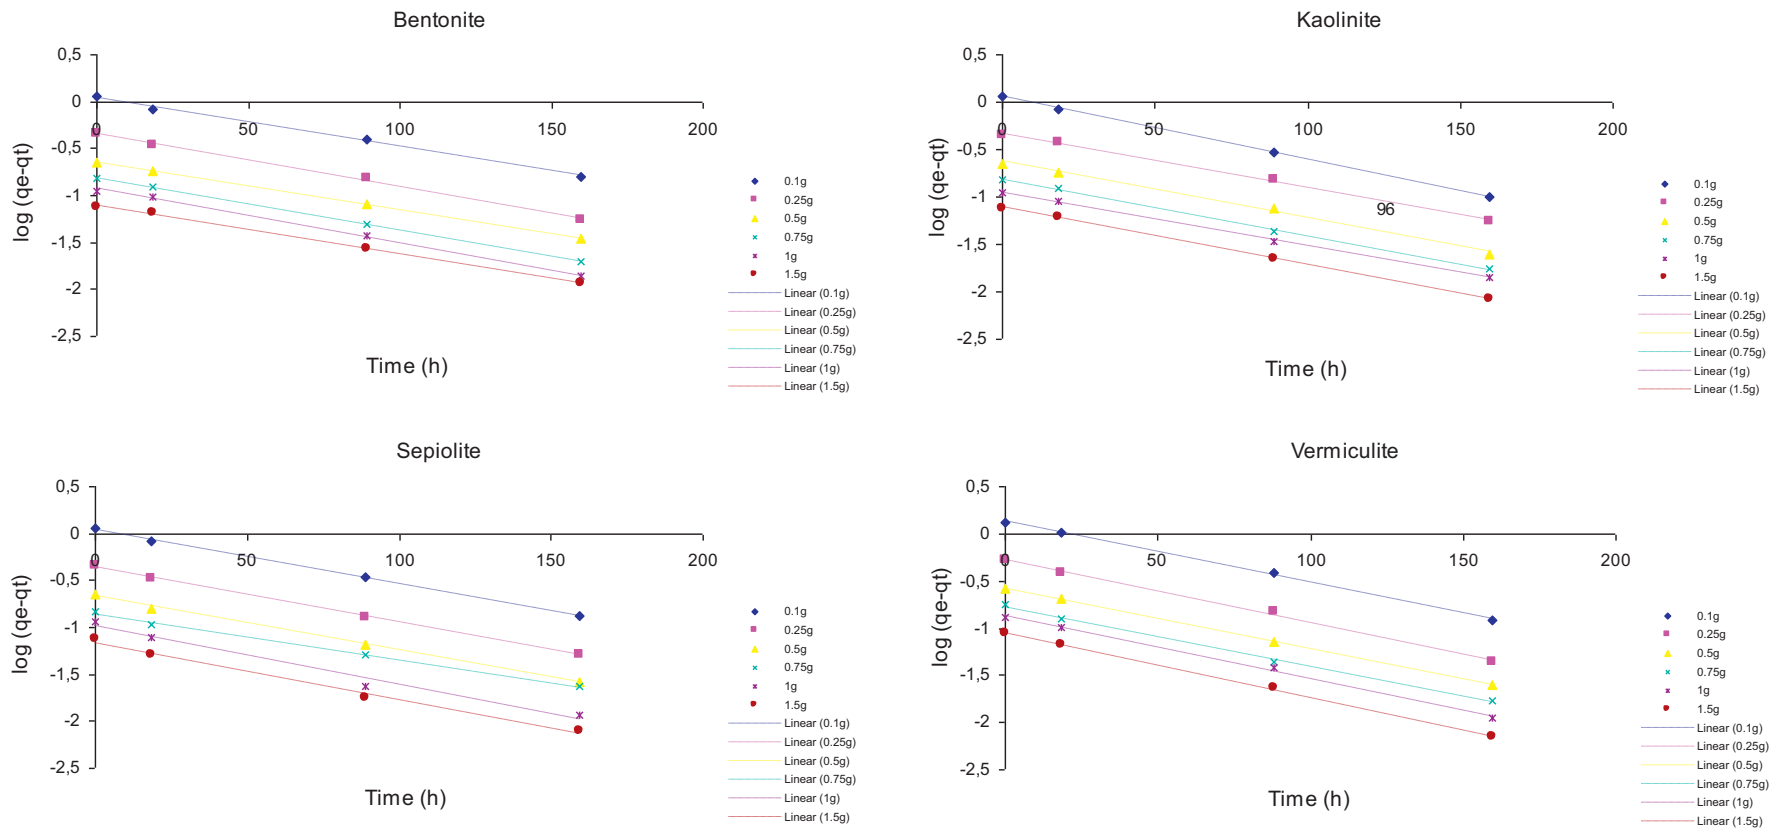 Bentonite
0,5
0
-0,5
-1
-1,5
-2
-2,5
0
50
100
150
200
log (qe-qt)
Time (h)
0.1g
0.25g
0.5g
0.75g
1g
1.5g
Linear (0.1g)
Linear (0.25g)
Linear (0.5g)
Linear (0.75g)
Linear (1g)
Linear (1.5g)
Kaolinite
0,5
0
-0,5
-1
-1,5
-2
-2,5
0
50
100
150
200
96
log (qe-qt)
Time (h)
0.1g
0.25g
0.5g
0.75g
1g
1.5g
Linear (0.1g)
Linear (0.25g)
Linear (0.5g)
Linear (0.75g)
Linear (1g)
Linear (1.5g)
Sepiolite
0,5
0
-0,5
-1
-1,5
-2
-2,5
0
50
100
150
200
log (qe-qt)
Time (h)
0.1g
0.25g
0.5g
0.75g
1g
1.5g
Linear (0.1g)
Linear (0.25g)
Linear (0.5g)
Linear (0.75g)
Linear (1g)
Linear (1.5g)
Vermiculite
0,5
0
-0,5
-1
-1,5
-2
-2,5
0
50
100
150
200
log (qe-qt)
Time (h)
0.1g
0.25g
0.5g
0.75g
1g
1.5g
Linear (0.1g)
Linear (0.25g)
Linear (0.5g)
Linear (0.75g)
Linear (1g)
Linear (1.5g)